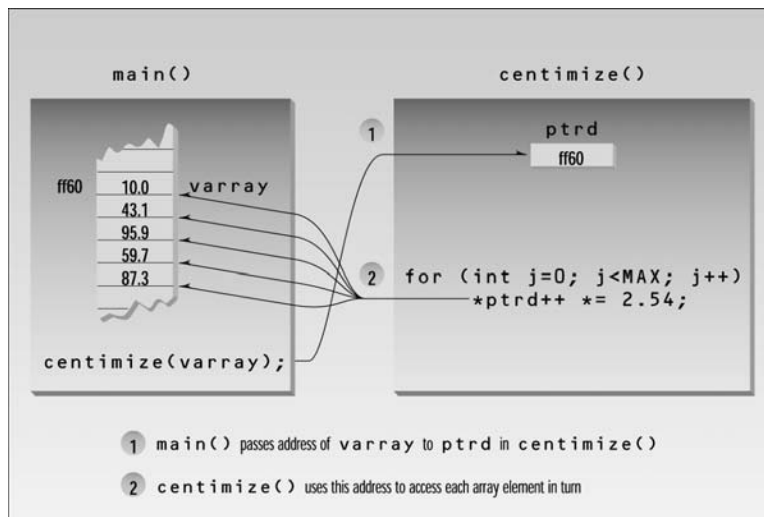 main()
centimize()
1
ptrd
ff60
ff60 10.0 varray
43.1
95.9
59.7
87.3
2
for (int j=0; j<MAX; j++)
*ptrd++ *= 2.54;
centimize(varray);
1 main() passes address of varray to ptrd in centimize()
2 centimize() uses this address to access each array element in turn